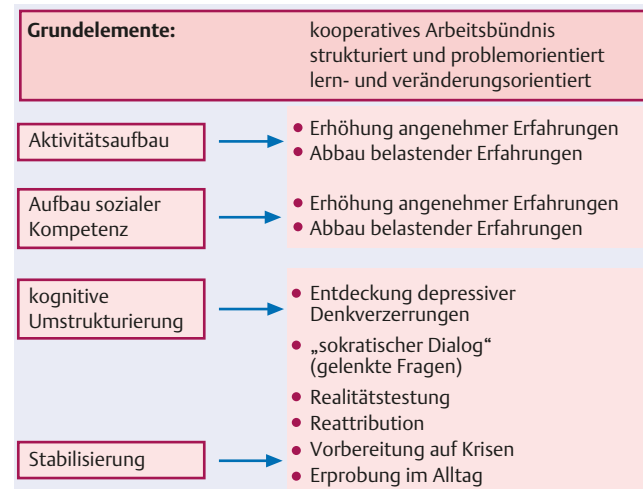 Grundelemente:
kooperatives Arbeitsbündnis
strukturiert und problemorientiert
lern- und veränderungsorientiert
Aktivitätsaufbau
• Erhöhung angenehmer Erfahrungen
• Abbau belastender Erfahrungen
Aufbau sozialer
Kompetenz
• Erhöhung angenehmer Erfahrungen
• Abbau belastender Erfahrungen
kognitive
Umstrukturierung
• Entdeckung depressiver
Denkverzerrungen
• „sokratischer Dialog“
(gelenkte Fragen)
• Realitätstestung
• Reattribution
Stabilisierung
• Vorbereitung auf Krisen
• Erprobung im Alltag